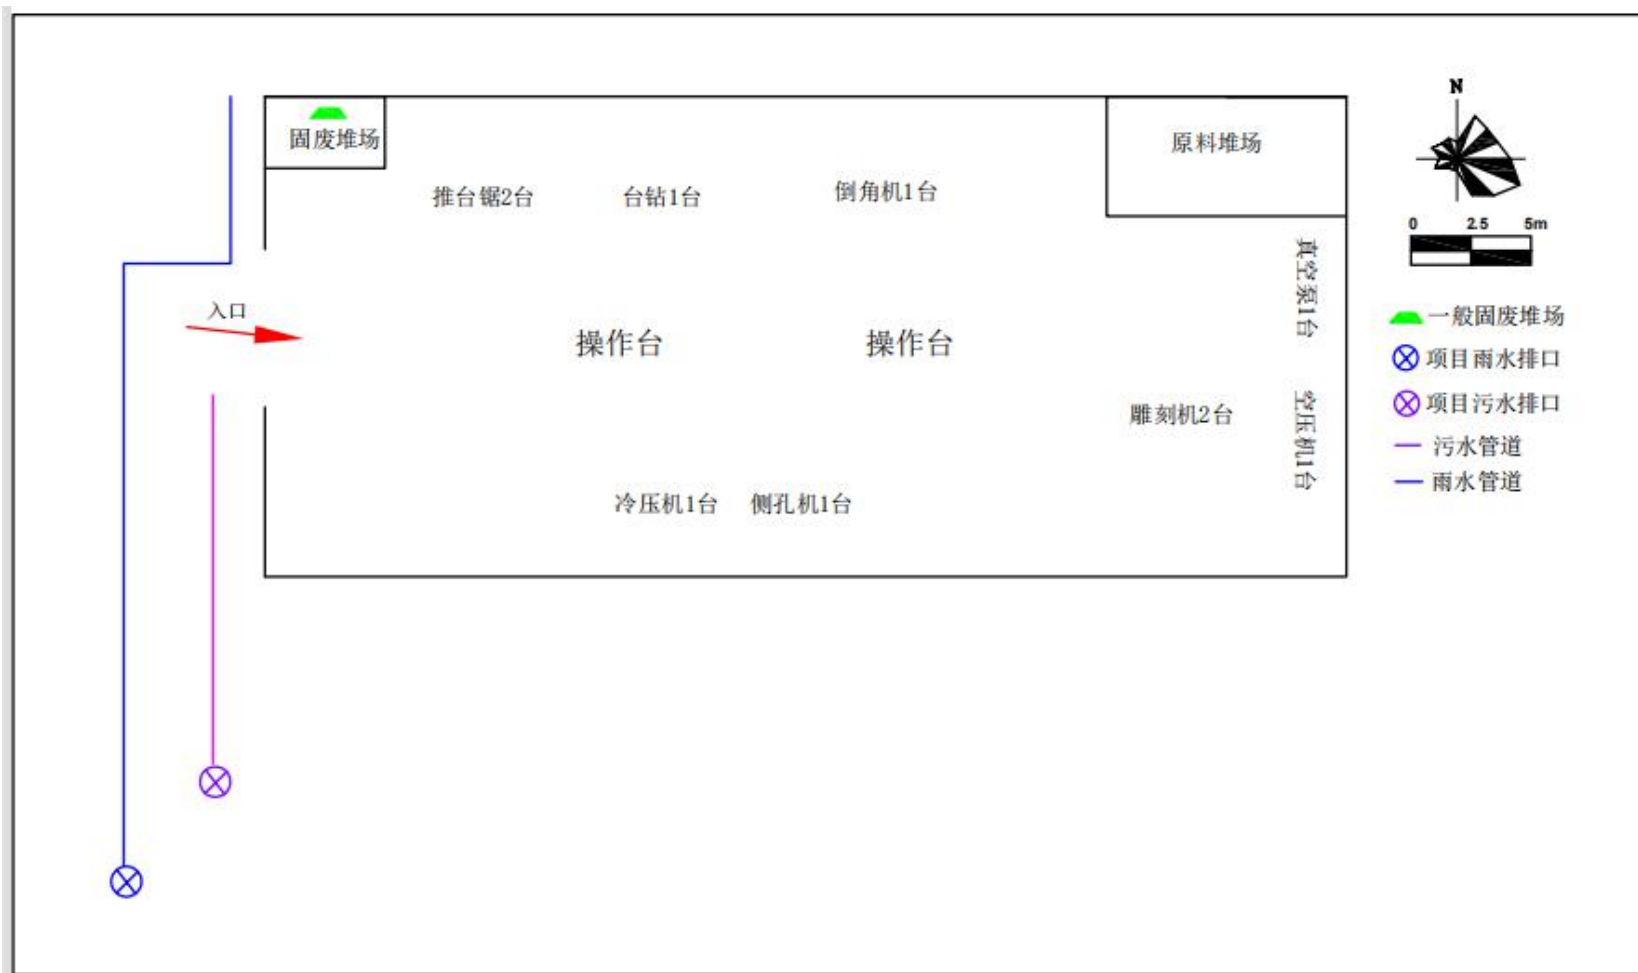 固废堆场
原料堆场
推台锯2台
台钻1台
倒角机1台
真空泵1台
入口
操作台
操作台
雕刻机2台
空压机1台
冷压机1台
侧孔机1台
N
0 2.5 5m
一般固废堆场
项目雨水排口
项目污水排口
污水管道
雨水管道